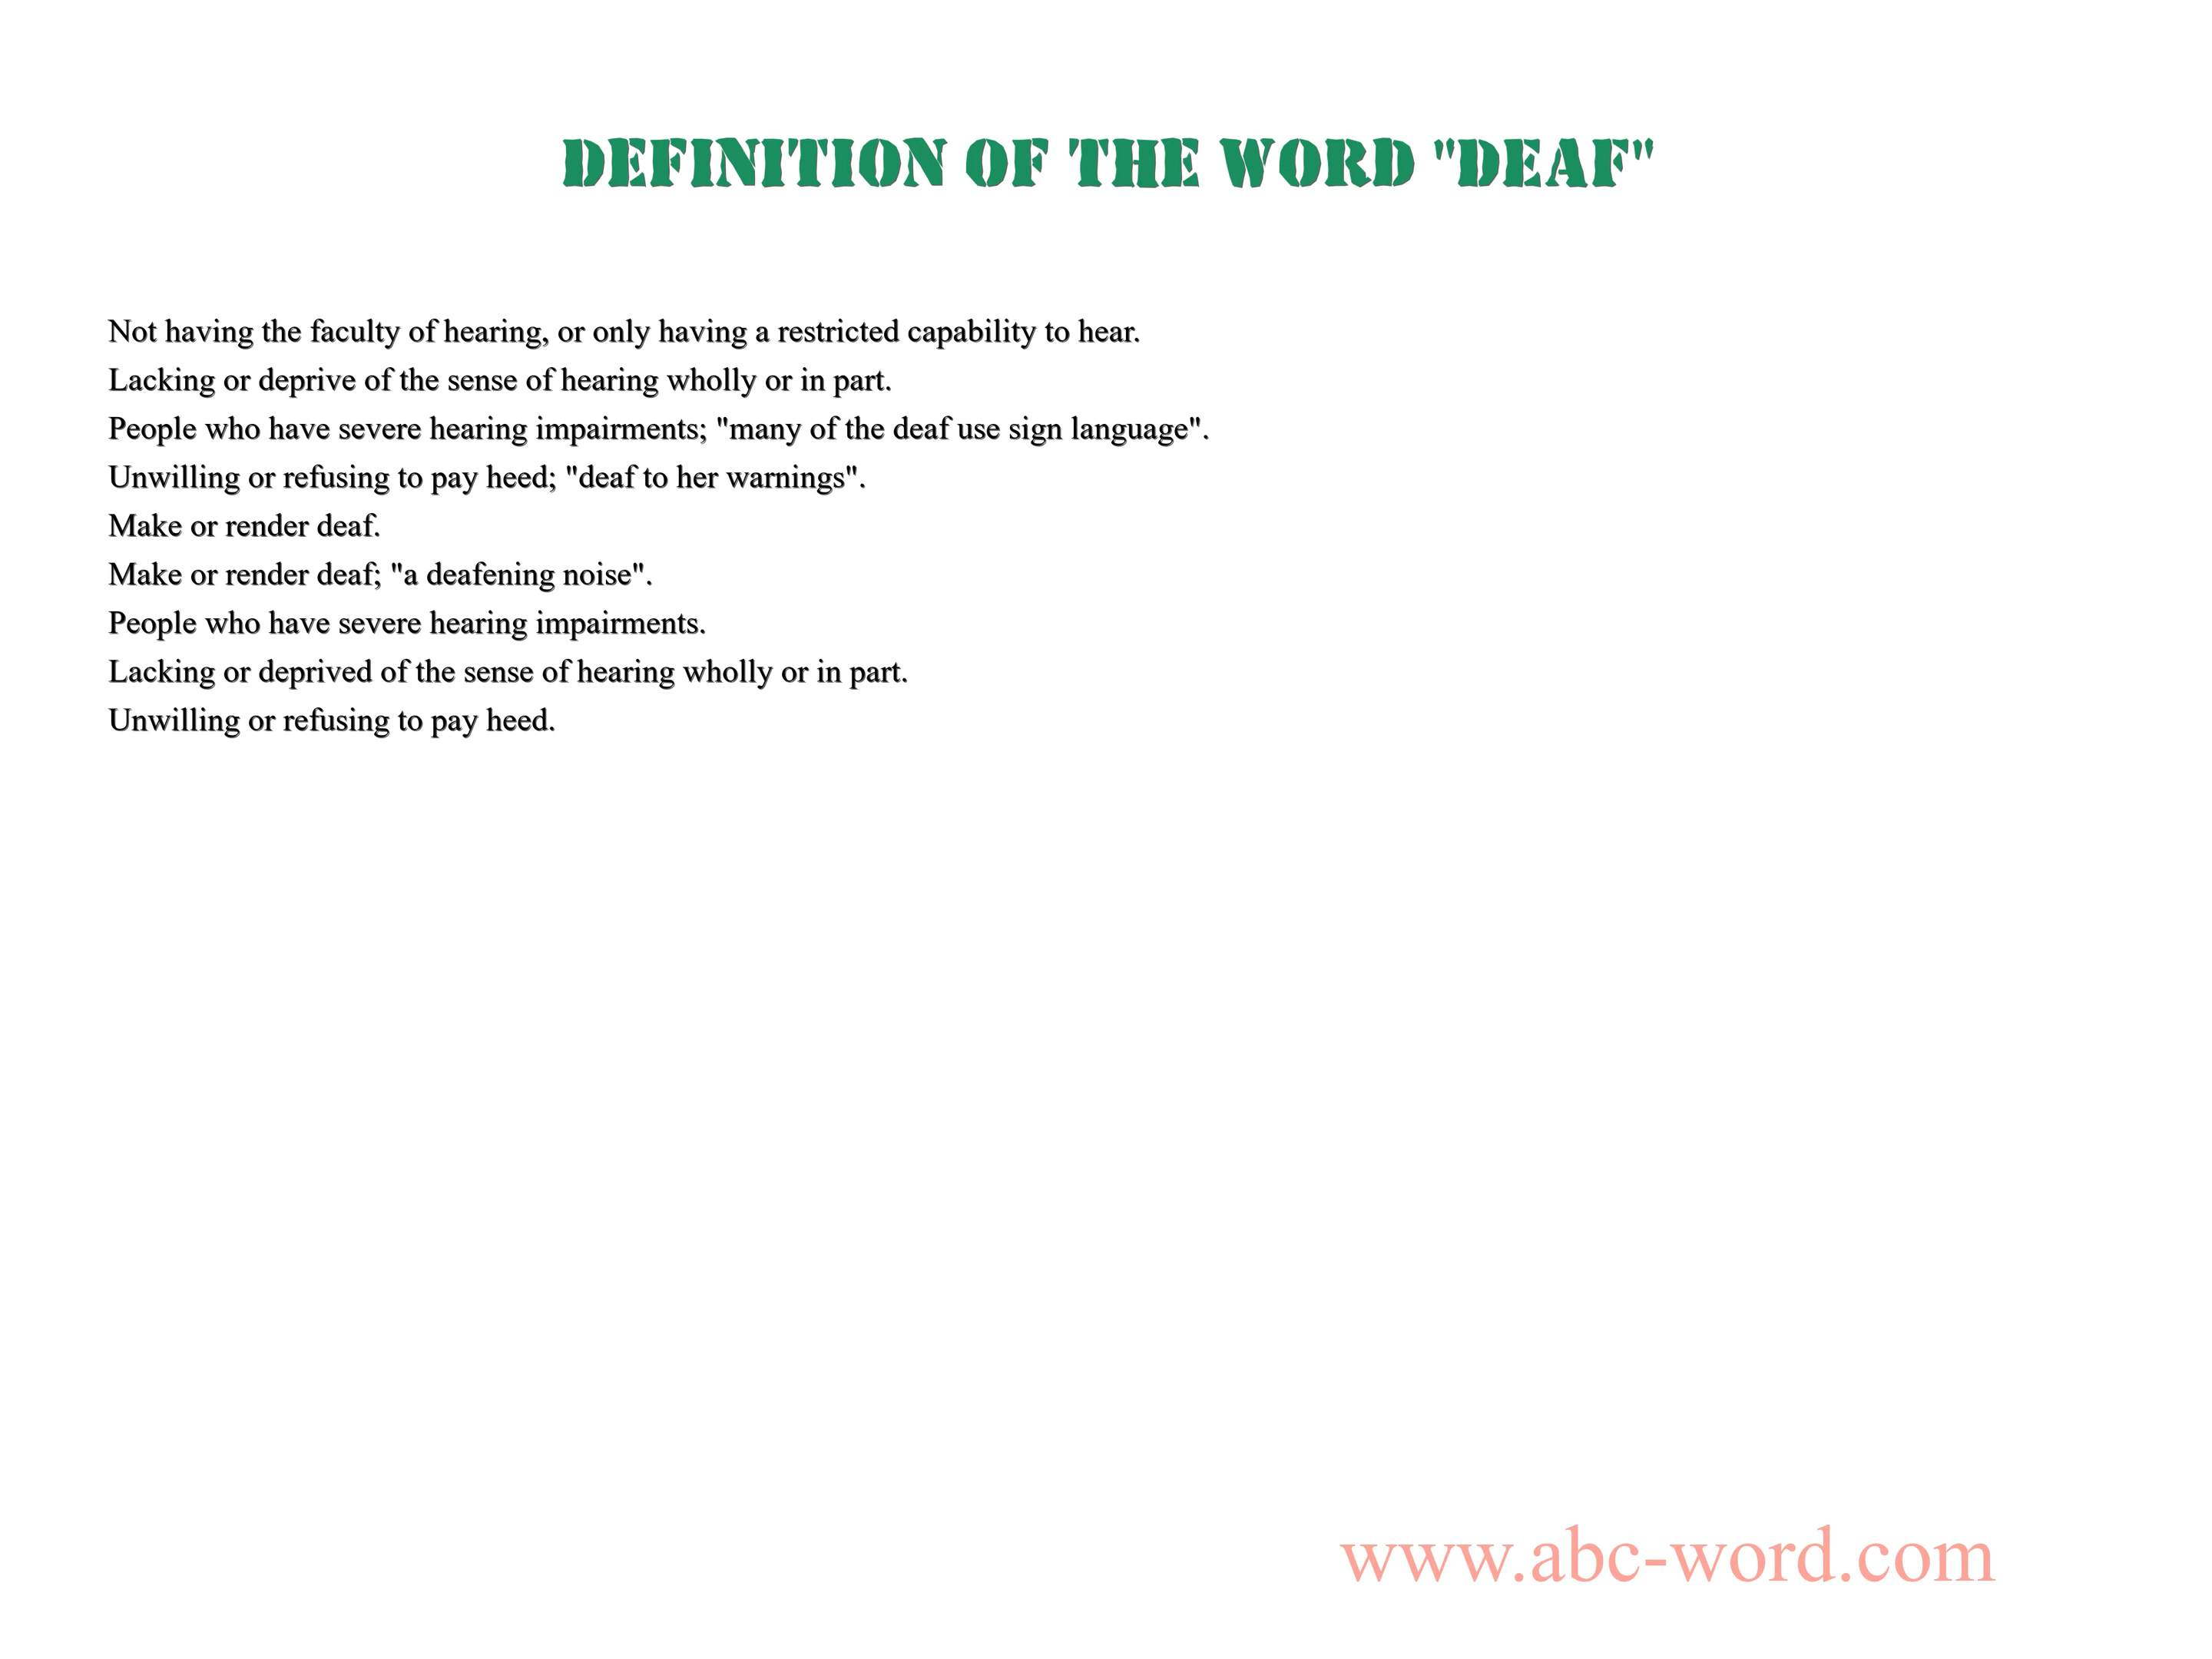 DEFINITION OF THE WORD "DEAF"
Not having the faculty of hearing, or only having a restricted capability to hear.
Lacking or deprive of the sense of hearing wholly or in part.
People who have severe hearing impairments; "many of the deaf use sign language".
Unwilling or refusing to pay heed; "deaf to her warnings".
Make or render deaf.
Make or render deaf; "a deafening noise".
People who have severe hearing impairments.
Lacking or deprived of the sense of hearing wholly or in part.
Unwilling or refusing to pay heed.
www.abc-word.com